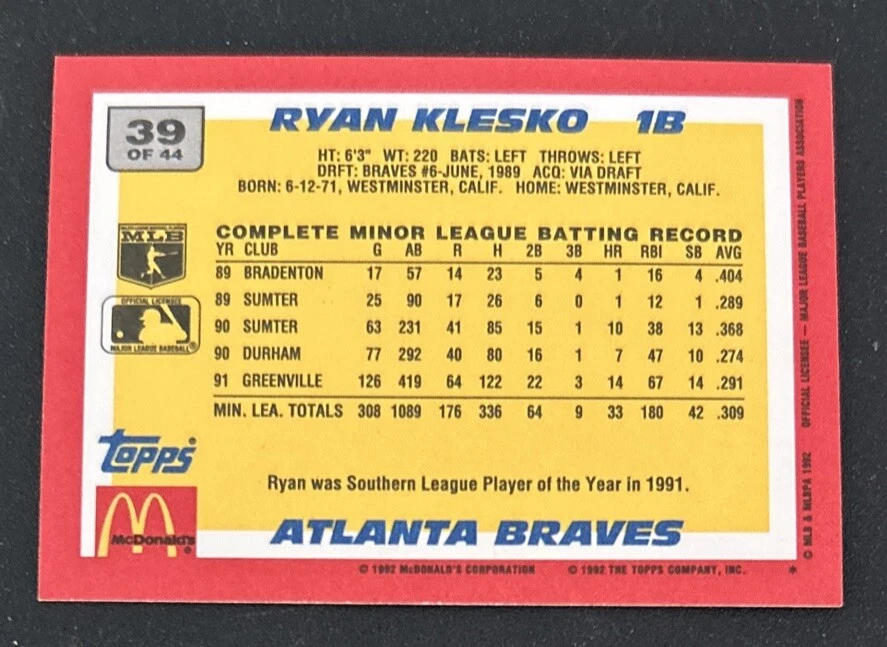 39
OF 44
RYAN KLESKO 1B
HT: 6'3" WT: 220 BATS: LEFT THROWS: LEFT
DRFT: BRAVES #6-JUNE, 1989 ACQ: VIA DRAFT
BORN: 6-12-71, WESTMINSTER, CALIF. HOME: WESTMINSTER, CALIF.
COMPLETE MINOR LEAGUE BATTING RECORD
YR CLUB G AB R H 2B 3B HR RBI SB AVG
89 BRADENTON 17 57 14 23 5 4 1 16 4 .404
89 SUMTER 25 90 17 26 6 0 1 12 1 .289
90 SUMTER 63 231 41 85 15 1 10 38 13 .368
90 DURHAM 77 292 40 80 16 1 7 47 10 .274
91 GREENVILLE 126 419 64 122 22 3 14 67 14 .291
MIN. LEA. TOTALS 308 1089 176 336 64 9 33 180 42 .309
MLB
OFFICIAL LICENSEE
MAJOR LEAGUE BASEBALL®
Topps®
McDonald's®
Ryan was Southern League Player of the Year in 1991.
ATLANTA BRAVES
© 1992 McDONALD'S CORPORATION © 1992 THE TOPPS COMPANY, INC. *
© MLB & MLBPA 1992 OFFICIAL LICENSEE — MAJOR LEAGUE BASEBALL PLAYERS ASSOCIATION